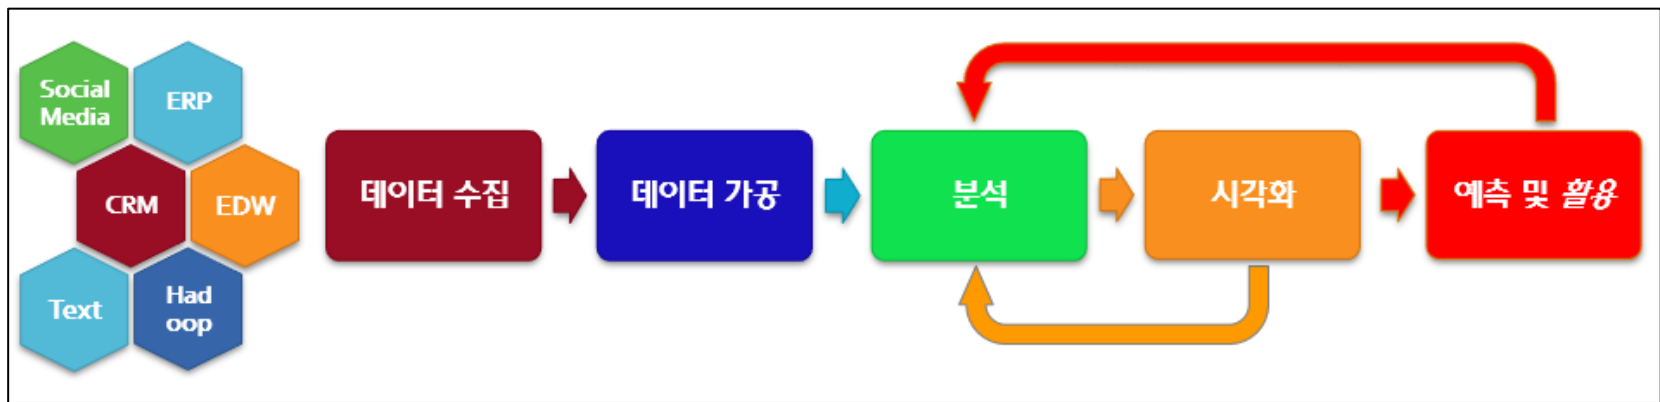 Social
Media
ERP
CRM
EDW
Text
Had
oop
데이터 수집
데이터 가공
분석
시각화
예측 및 활용